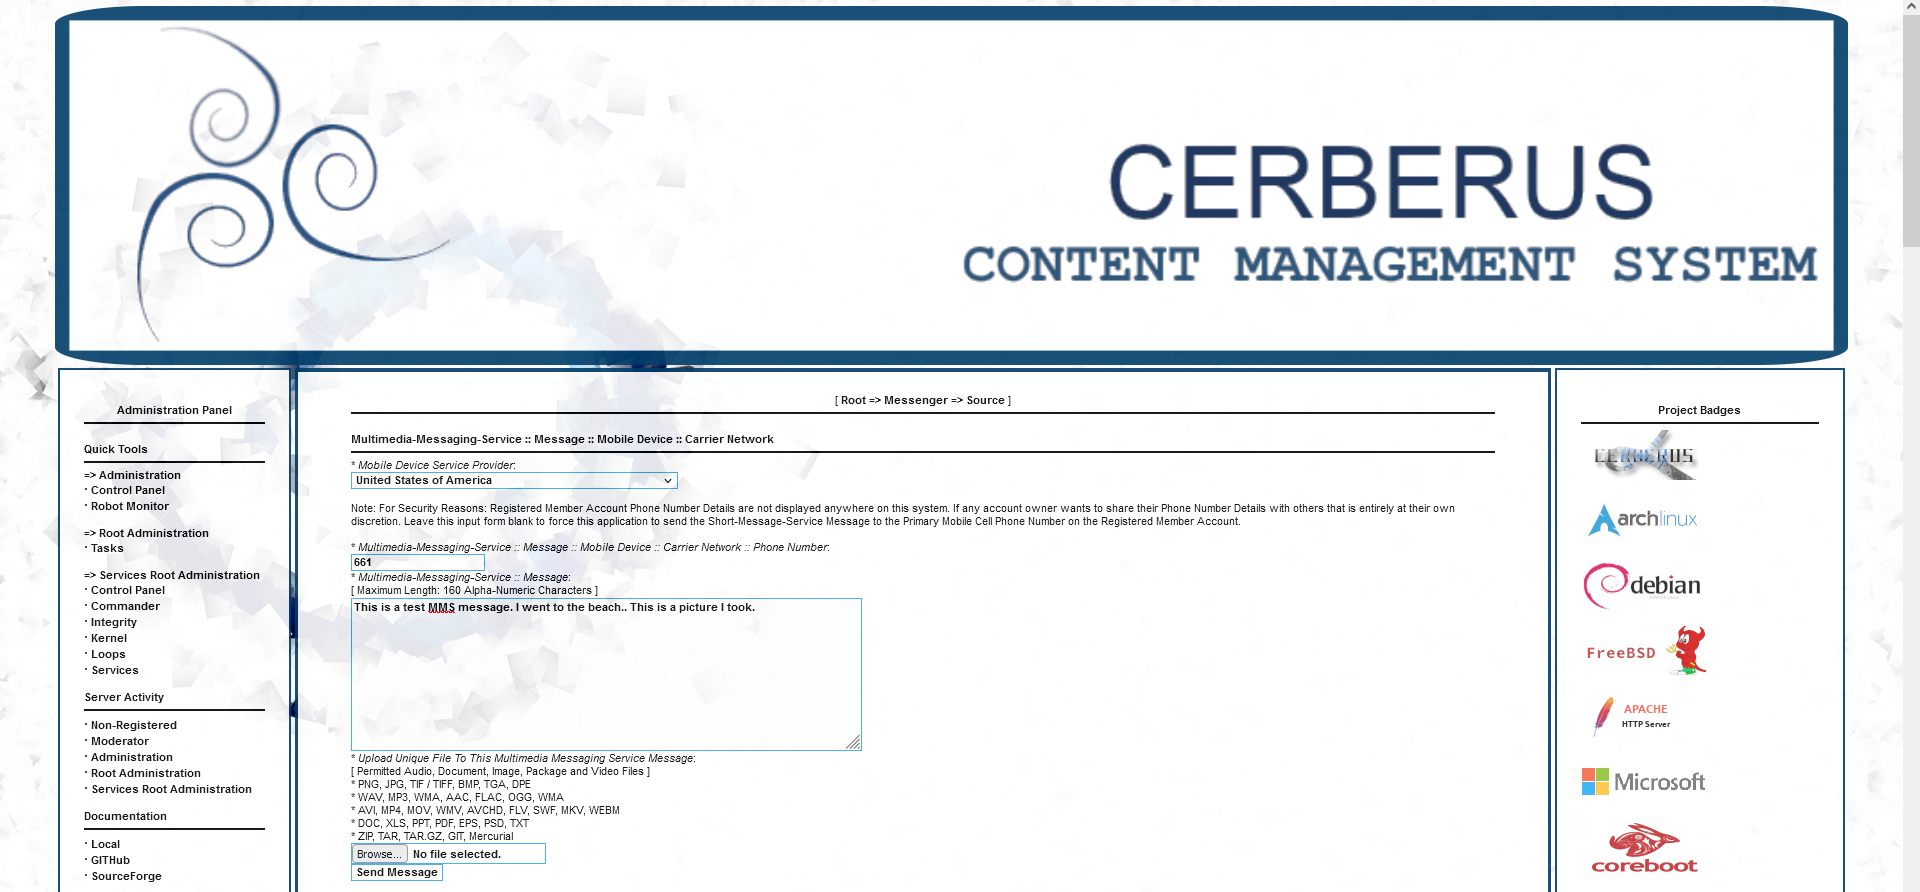 CERBERUS
CONTENT MANAGEMENT SYSTEM
Administration Panel
Quick Tools
=> Administration
· Control Panel
· Robot Monitor
=> Root Administration
· Tasks
=> Services Root Administration
· Control Panel
· Commander
· Integrity
· Kernel
· Loops
· Services
Server Activity
· Non-Registered
· Moderator
· Administration
· Root Administration
· Services Root Administration
Documentation
· Local
· GITHub
· SourceForge
[ Root => Messenger => Source ]
Multimedia-Messaging-Service :: Message :: Mobile Device :: Carrier Network
* Mobile Device Service Provider:
United States of America
Note: For Security Reasons: Registered Member Account Phone Number Details are not displayed anywhere on this system. If any account owner wants to share their Phone Number Details with others that is entirely at their own
discretion. Leave this input form blank to force this application to send the Short-Message-Service Message to the Primary Mobile Cell Phone Number on the Registered Member Account.
* Multimedia-Messaging-Service :: Message :: Mobile Device :: Carrier Network :: Phone Number:
661
* Multimedia-Messaging-Service :: Message:
[ Maximum Length: 160 Alpha-Numeric Characters ]
This is a test MMS message. I went to the beach.. This is a picture I took.
* Upload Unique File To This Multimedia Messaging Service Message:
[ Permitted Audio, Document, Image, Package and Video Files ]
* PNG, JPG, TIF / TIFF, BMP, TGA, DPE
* WAV, MP3, WMA, AAC, FLAC, OGG, WMA
* AVI, MP4, MOV, WMV, AVCHD, FLV, SWF, MKV, WEBM
* DOC, XLS, PPT, PDF, EPS, PSD, TXT
* ZIP, TAR, TAR.GZ, GIT, Mercurial
Browse... No file selected.
Send Message
Project Badges
CERBERUS
archlinux
debian
FreeBSD
APACHE
HTTP Server
Microsoft
coreboot